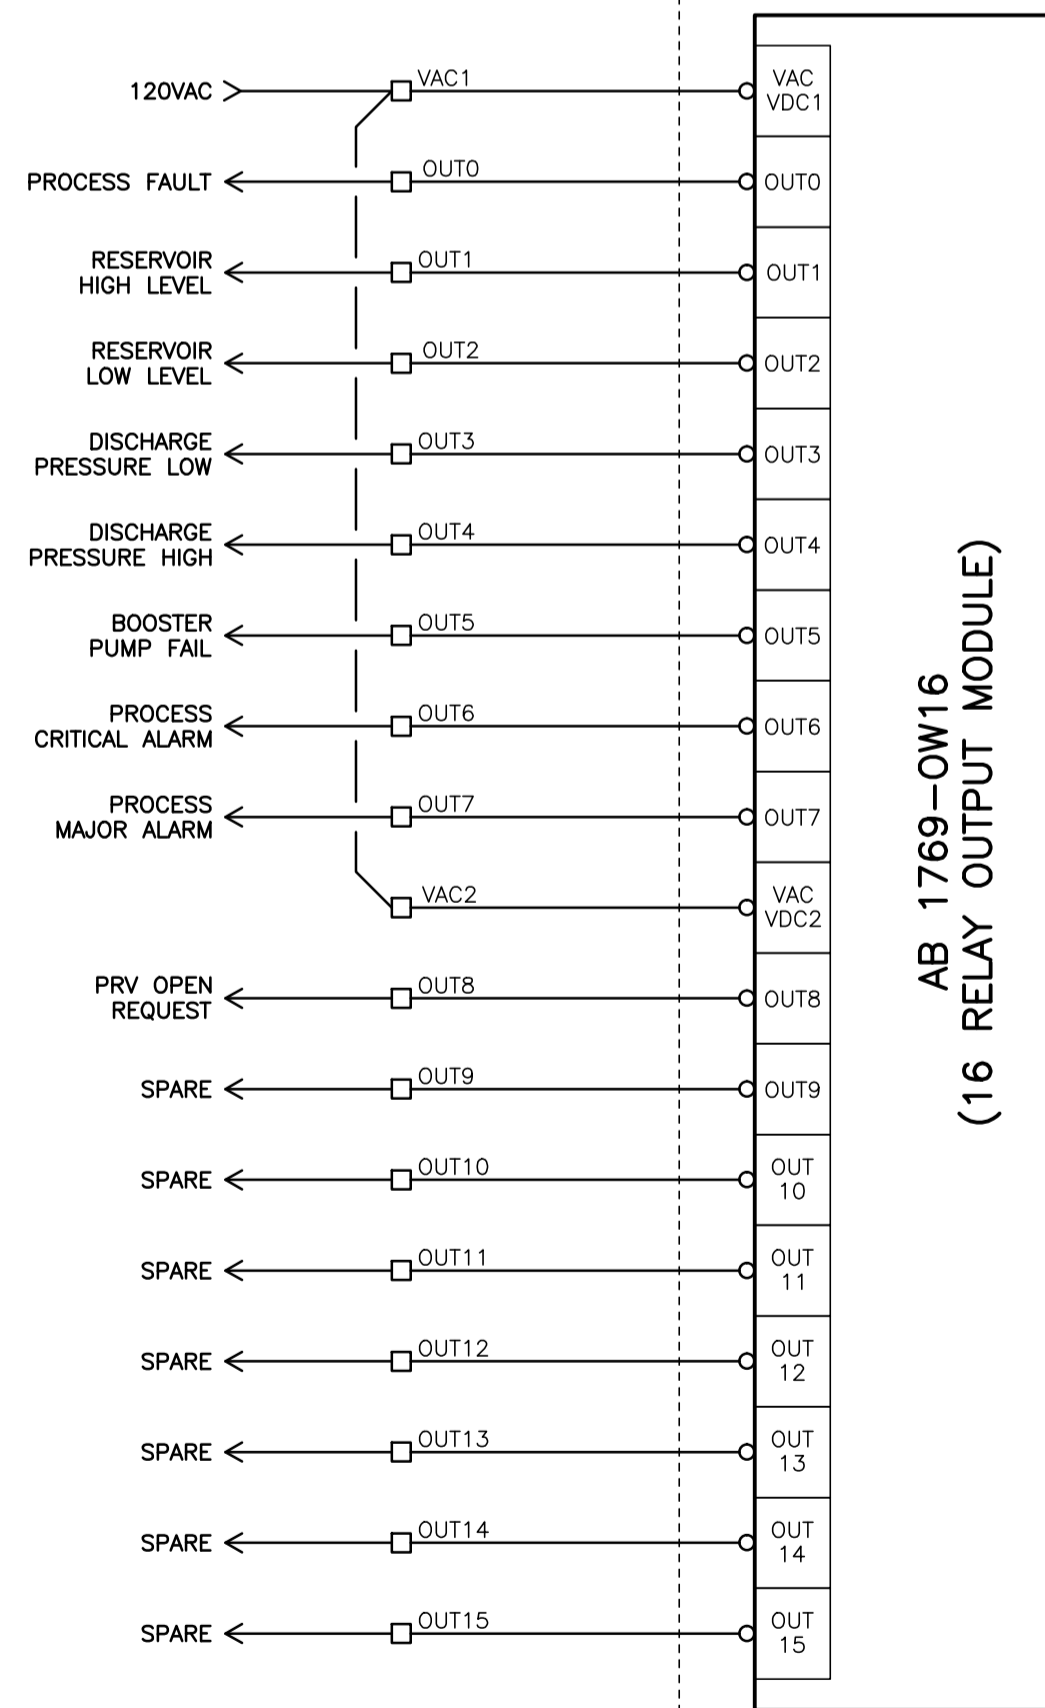 120VAC
VAC1
VAC
VDC1
PROCESS FAULT
OUT0
OUT0
RESERVOIR
HIGH LEVEL
OUT1
OUT1
RESERVOIR
LOW LEVEL
OUT2
OUT2
DISCHARGE
PRESSURE LOW
OUT3
OUT3
DISCHARGE
PRESSURE HIGH
OUT4
OUT4
BOOSTER
PUMP FAIL
OUT5
OUT5
PROCESS
CRITICAL ALARM
OUT6
OUT6
PROCESS
MAJOR ALARM
OUT7
OUT7
VAC2
VAC
VDC2
PRV OPEN
REQUEST
OUT8
OUT8
SPARE
OUT9
OUT9
SPARE
OUT10
OUT
10
SPARE
OUT11
OUT
11
SPARE
OUT12
OUT
12
SPARE
OUT13
OUT
13
SPARE
OUT14
OUT
14
SPARE
OUT15
OUT
15
AB 1769-OW16
(16 RELAY OUTPUT MODULE)